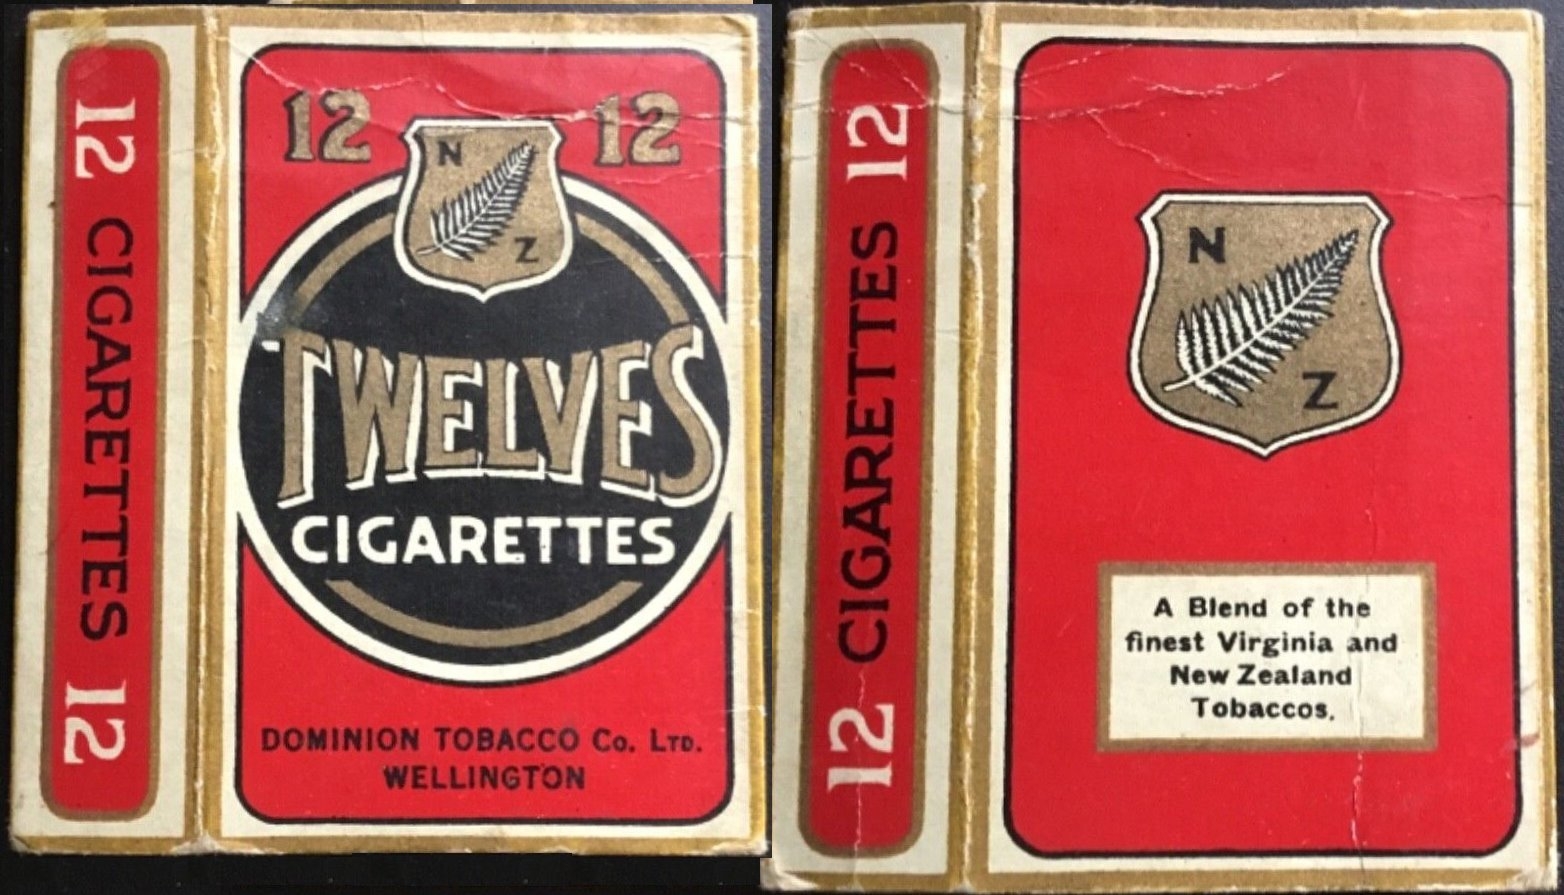 12 CIGARETTES 12
12 12
N
Z
TWELVES
CIGARETTES
DOMINION TOBACCO Co. LTD.
WELLINGTON
12 CIGARETTES 12
N
Z
A Blend of the
finest Virginia and
New Zealand
Tobaccos.